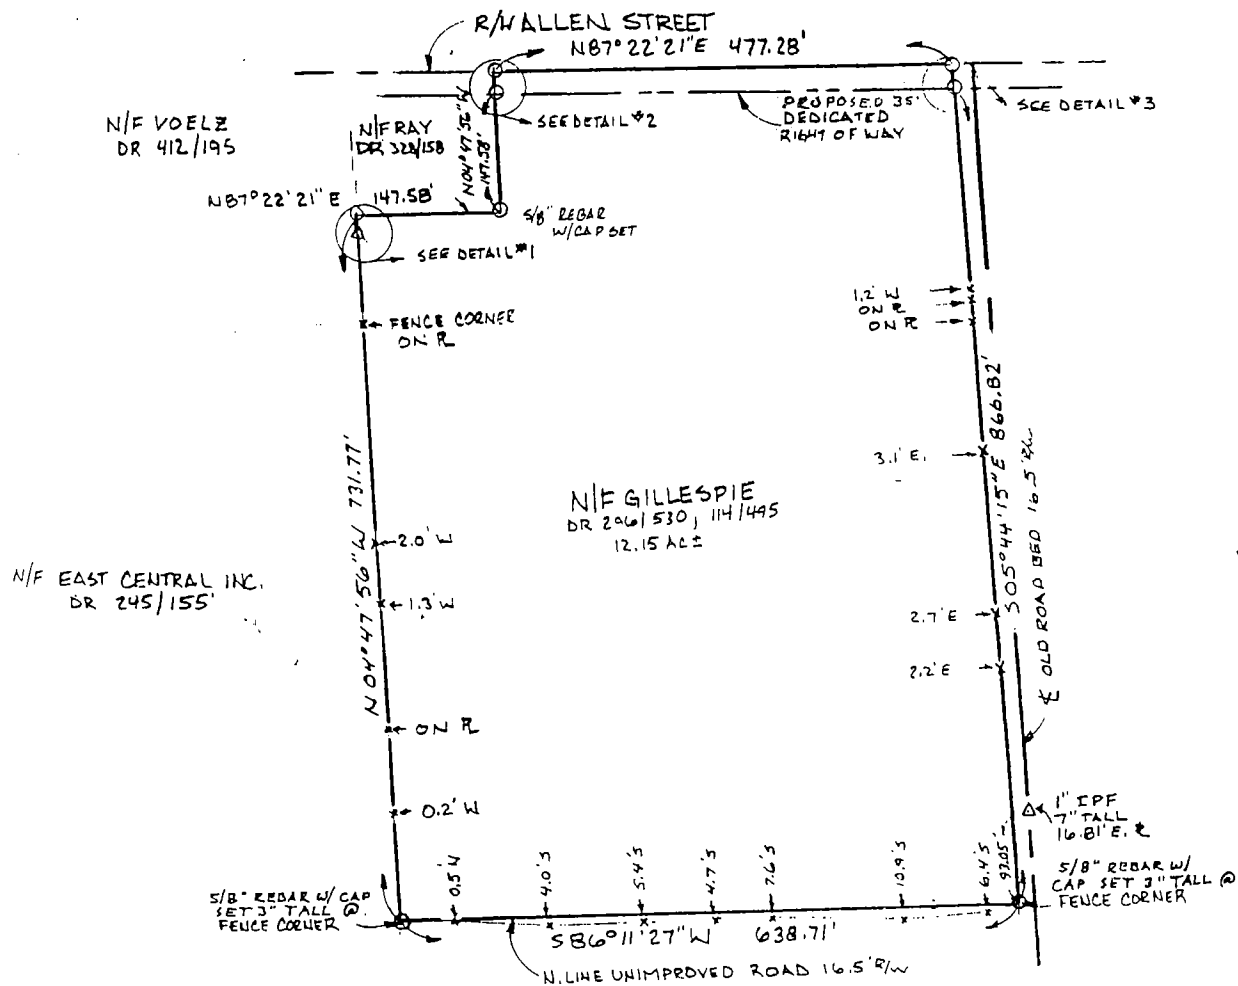 R/W ALLEN STREET
N87°22'21"E 477.28'
N/F VOELZ
DR 412/195
N/F RAY
DR 328/158
N04°47'56"W
147.58'
SEE DETAIL #2
PROPOSED 35'
DEDICATED
RIGHT OF WAY
SEE DETAIL #3
N87°22'21"E 147.58'
5/8" REBAR
W/CAP SET
SEE DETAIL #1
FENCE CORNER
ON PL
1.2' W
ON PL
ON PL
N04°47'56"W 731.77'
3.1' E.
S05°44'15"E 866.82'
℄ OLD ROAD BED 16.5' R/W
N/F GILLESPIE
DR 296/530, 114/495
12.15 AC±
2.0' W
N/F EAST CENTRAL INC.
DR 245/155
1.3' W
2.7' E
2.2' E
ON PL
0.2' W
1" IPF
7" TALL
16.81' E. PL
5/8" REBAR W/ CAP
SET 3" TALL @
FENCE CORNER
0.5' N
4.0' S
5.4' S
4.7' S
7.6' S
10.9' S
6.4' S
93.05'
5/8" REBAR W/
CAP SET 3" TALL @
FENCE CORNER
S86°11'27"W 638.71'
N. LINE UNIMPROVED ROAD 16.5' R/W